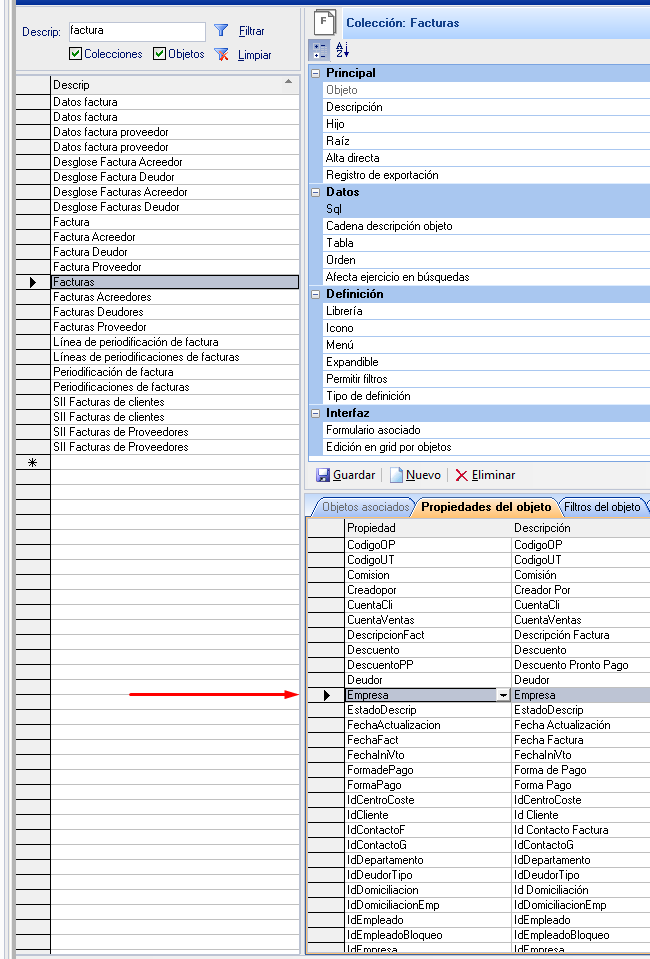 Descrip: factura Filtrar
Colecciones Objetos Limpiar
Descrip
Datos factura
Datos factura
Datos factura proveedor
Datos factura proveedor
Desglose Factura Acreedor
Desglose Factura Deudor
Desglose Facturas Acreedor
Desglose Facturas Deudor
Factura
Factura Acreedor
Factura Deudor
Factura Proveedor
Facturas
Facturas Acreedores
Facturas Deudores
Facturas Proveedor
Línea de periodificación de factura
Líneas de periodificaciones de facturas
Periodificación de factura
Periodificaciones de facturas
SII Facturas de clientes
SII Facturas de clientes
SII Facturas de Proveedores
SII Facturas de Proveedores
F Colección: Facturas
A Z
Principal
Objeto
Descripción
Hijo
Raíz
Alta directa
Registro de exportación
Datos
Sql
Cadena descripción objeto
Tabla
Orden
Afecta ejercicio en búsquedas
Definición
Librería
Icono
Menú
Expandible
Permitir filtros
Tipo de definición
Interfaz
Formulario asociado
Edición en grid por objetos
Guardar Nuevo Eliminar
Objetos asociados Propiedades del objeto Filtros del objeto
Propiedad Descripción
CodigoOP CodigoOP
CodigoUT CodigoUT
Comision Comisión
Creadopor Creador Por
CuentaCli CuentaCli
CuentaVentas CuentaVentas
DescripcionFact Descripción Factura
Descuento Descuento
DescuentoPP Descuento Pronto Pago
Deudor Deudor
Empresa Empresa
EstadoDescrip EstadoDescrip
FechaActualizacion Fecha Actualización
FechaFact Fecha Factura
FechaIniVto FechaIniVto
FormadePago Forma de Pago
FormaPago Forma Pago
IdCentroCoste IdCentroCoste
IdCliente Id Cliente
IdContactoF Id Contacto Factura
IdContactoG IdContactoG
IdDepartamento IdDepartamento
IdDeudorTipo IdDeudorTipo
IdDomiciliacion Id Domiciliación
IdDomiciliacionEmp IdDomiciliacionEmp
IdEmpleado IdEmpleado
IdEmpleadoBloqueo IdEmpleadoBloqueo
IdEmpresa IdEmpresa